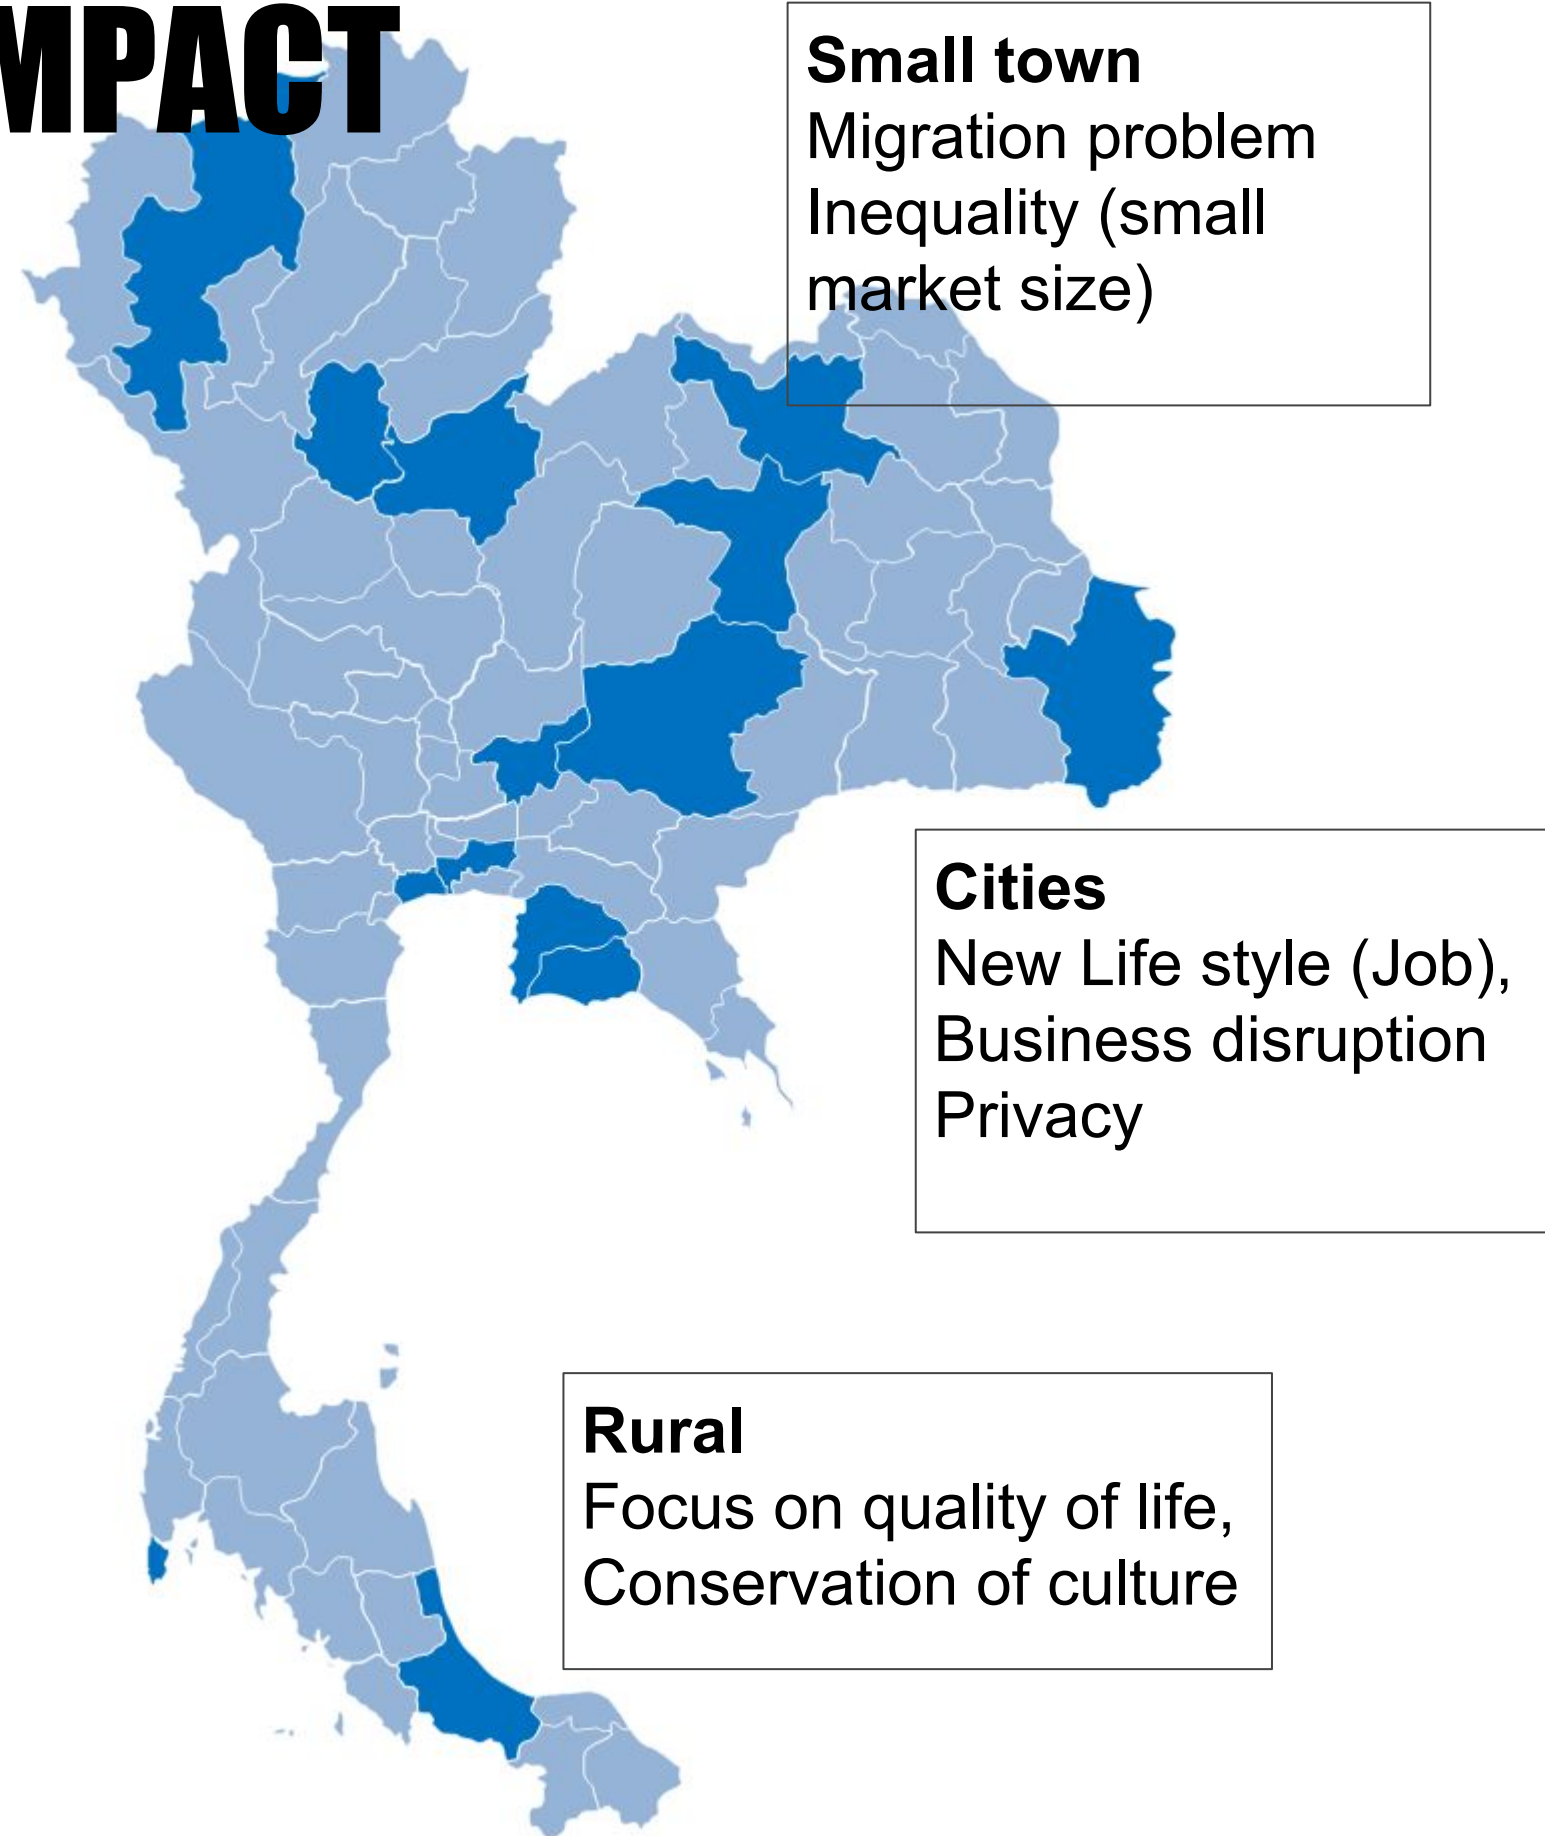 MPACT
Small town
Migration problem
Inequality (small
market size)
Cities
New Life style (Job),
Business disruption
Privacy
Rural
Focus on quality of life,
Conservation of culture